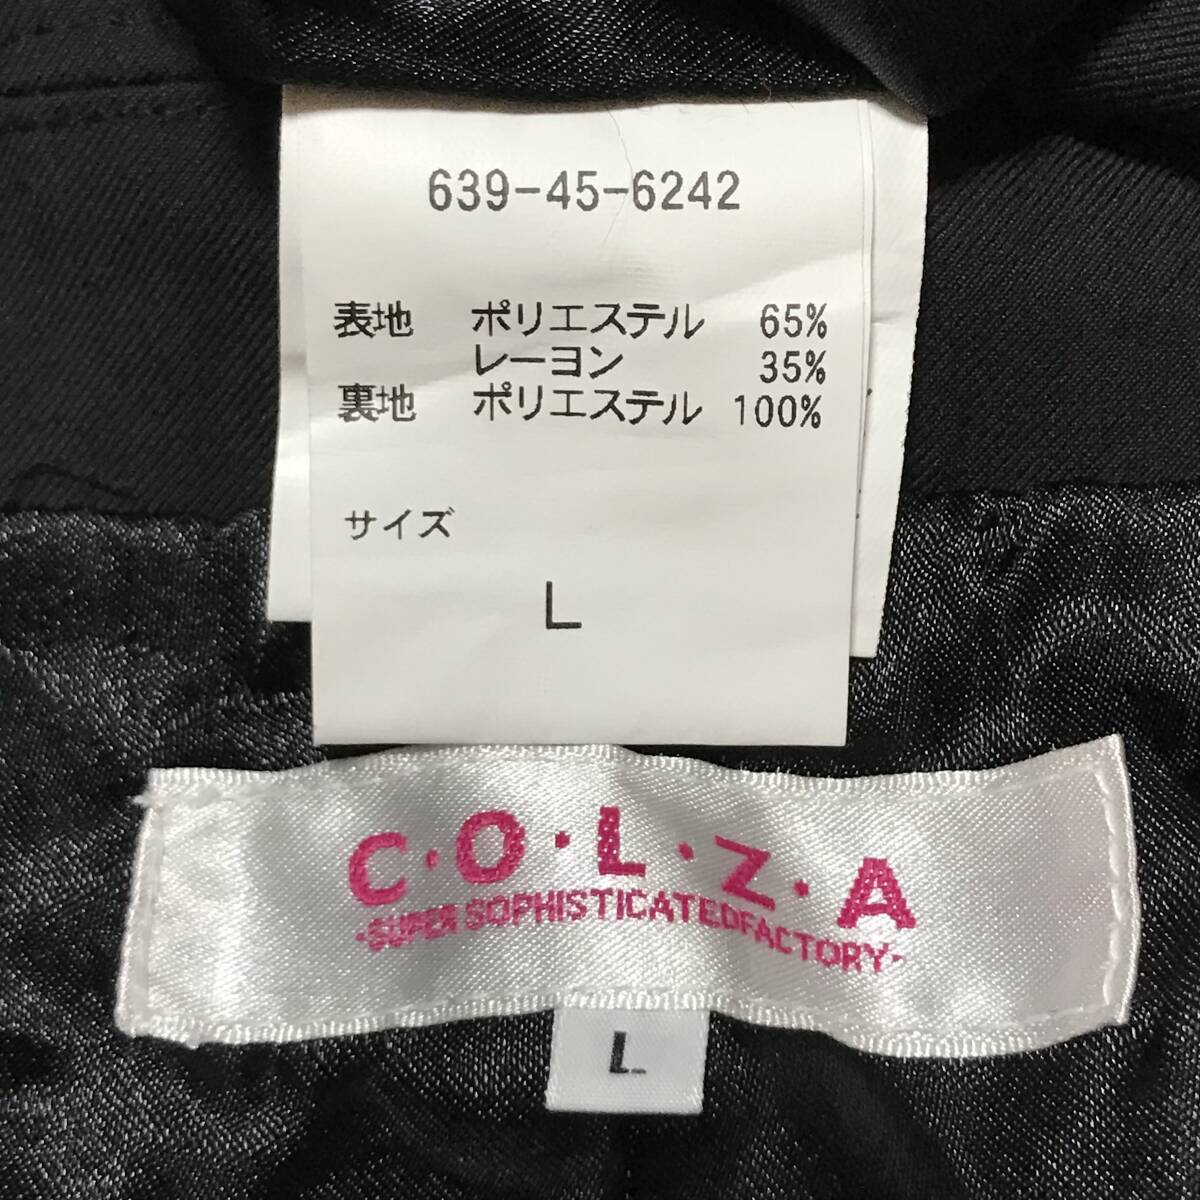 639-45-6242
表地 ポリエステル 65%
レーヨン 35%
裏地 ポリエステル 100%
サイズ
L
C·O·L·Z·A
·SUPER SOPHISTICATEDFACTORY·
L